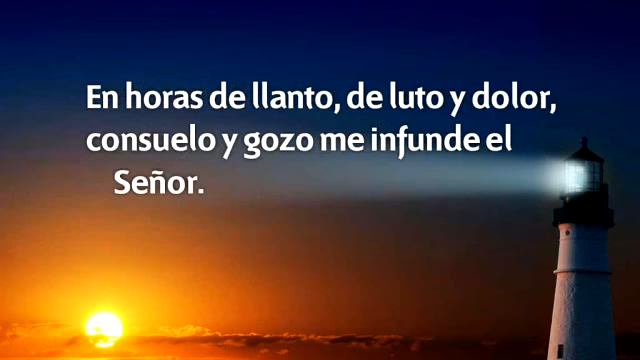 En horas de llanto, de luto y dolor,
consuelo y gozo me infunde el
Señor.